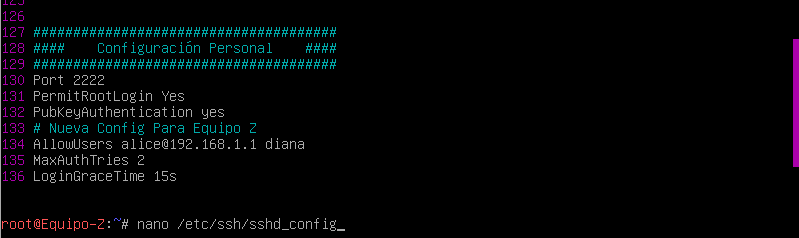 125
126
127 ######################################
128 ####    Configuración Personal    ####
129 ######################################
130 Port 2222
131 PermitRootLogin Yes
132 PubKeyAuthentication yes
133 # Nueva Config Para Equipo Z
134 AllowUsers alice@192.168.1.1 diana
135 MaxAuthTries 2
136 LoginGraceTime 15s
root@Equipo-Z:~# nano /etc/ssh/sshd_config_